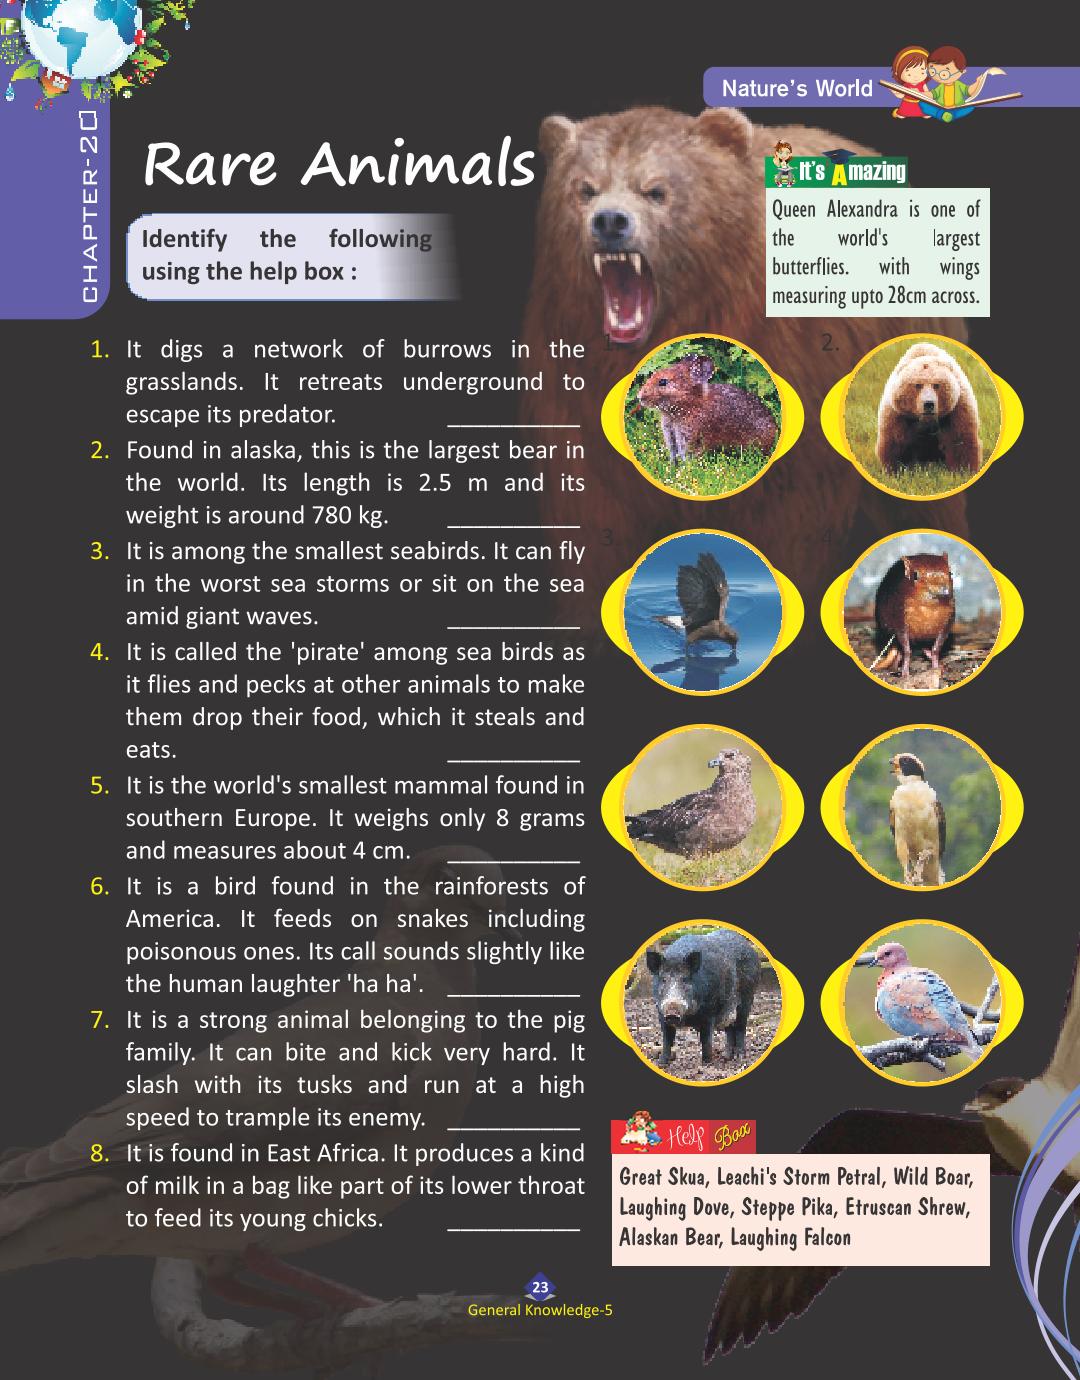 Nature's World
CHAPTER-20
Rare Animals
It's Amazing
Queen Alexandra is one of
the world's largest
butterflies. with wings
measuring upto 28cm across.
Identify the following
using the help box :
1. It digs a network of burrows in the
grasslands. It retreats underground to
escape its predator. __________
2. Found in alaska, this is the largest bear in
the world. Its length is 2.5 m and its
weight is around 780 kg. __________
3. It is among the smallest seabirds. It can fly
in the worst sea storms or sit on the sea
amid giant waves. __________
4. It is called the 'pirate' among sea birds as
it flies and pecks at other animals to make
them drop their food, which it steals and
eats. __________
5. It is the world's smallest mammal found in
southern Europe. It weighs only 8 grams
and measures about 4 cm. __________
6. It is a bird found in the rainforests of
America. It feeds on snakes including
poisonous ones. Its call sounds slightly like
the human laughter 'ha ha'. __________
7. It is a strong animal belonging to the pig
family. It can bite and kick very hard. It
slash with its tusks and run at a high
speed to trample its enemy. __________
8. It is found in East Africa. It produces a kind
of milk in a bag like part of its lower throat
to feed its young chicks. __________
1.
2.
3.
4.
Help Box
Great Skua, Leachi's Storm Petral, Wild Boar,
Laughing Dove, Steppe Pika, Etruscan Shrew,
Alaskan Bear, Laughing Falcon
23
General Knowledge-5